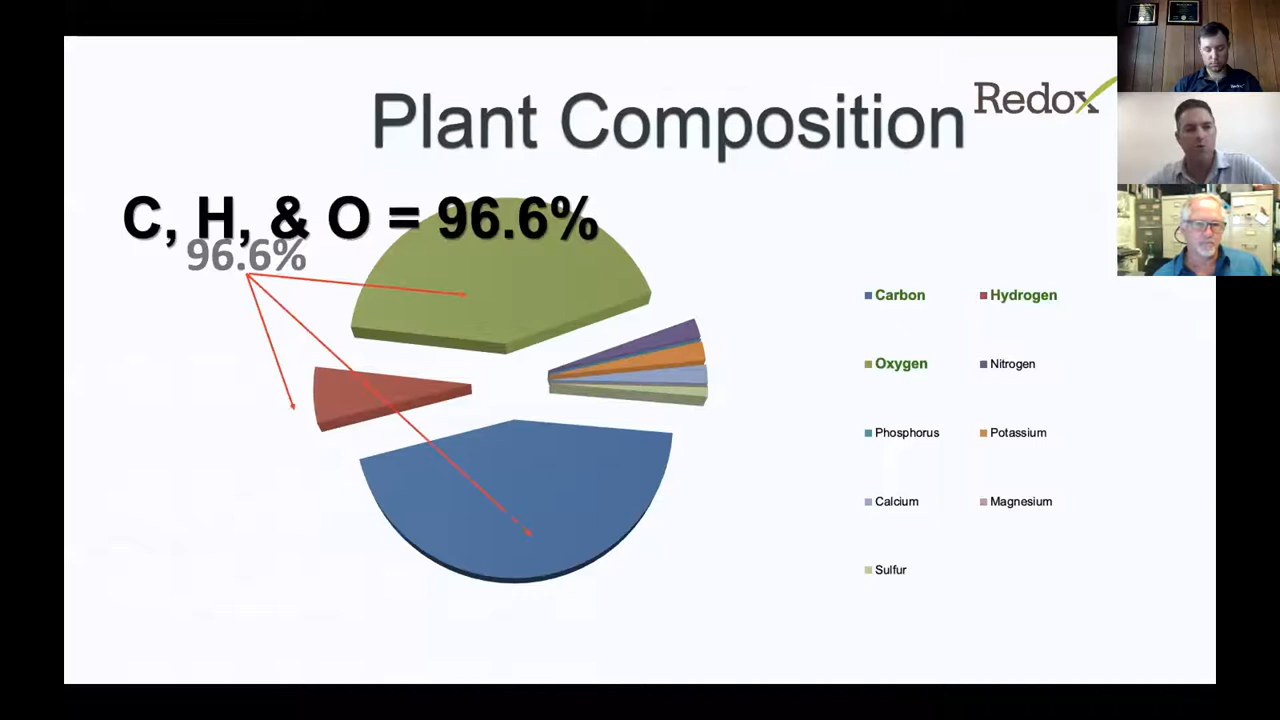 Plant Composition
Redox
C, H, & O = 96.6%
96.6%
Carbon
Hydrogen
Oxygen
Nitrogen
Phosphorus
Potassium
Calcium
Magnesium
Sulfur